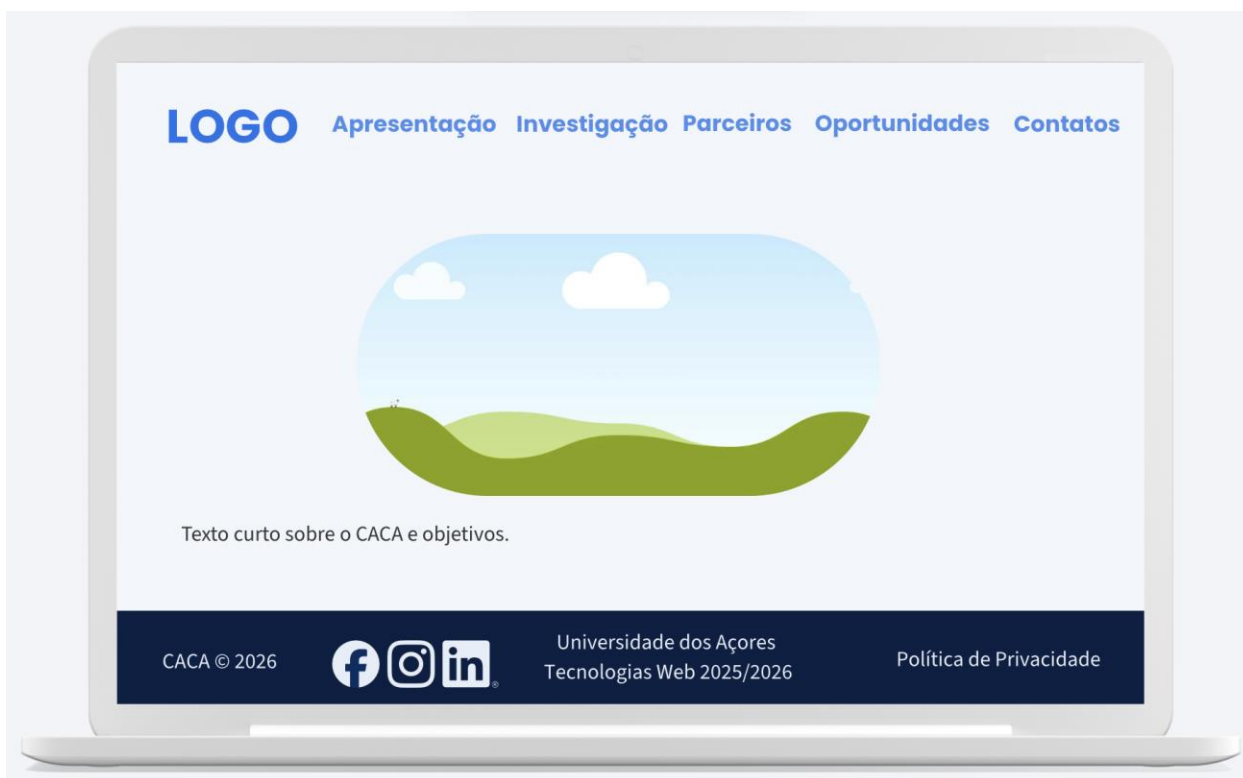 LOGO Apresentação Investigação Parceiros Oportunidades Contatos
Texto curto sobre o CACA e objetivos.
CACA © 2026
in ®
Universidade dos Açores
Tecnologias Web 2025/2026
Política de Privacidade